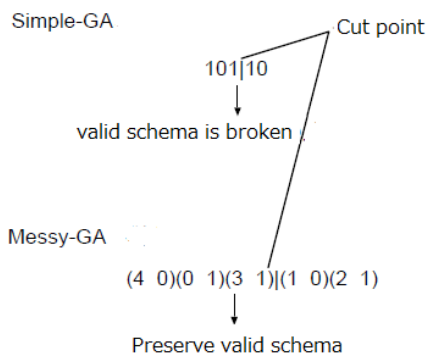 Simple-GA
Cut point
101|10
valid schema is broken
Messy-GA
(4 0)(0 1)(3 1)|(1 0)(2 1)
Preserve valid schema